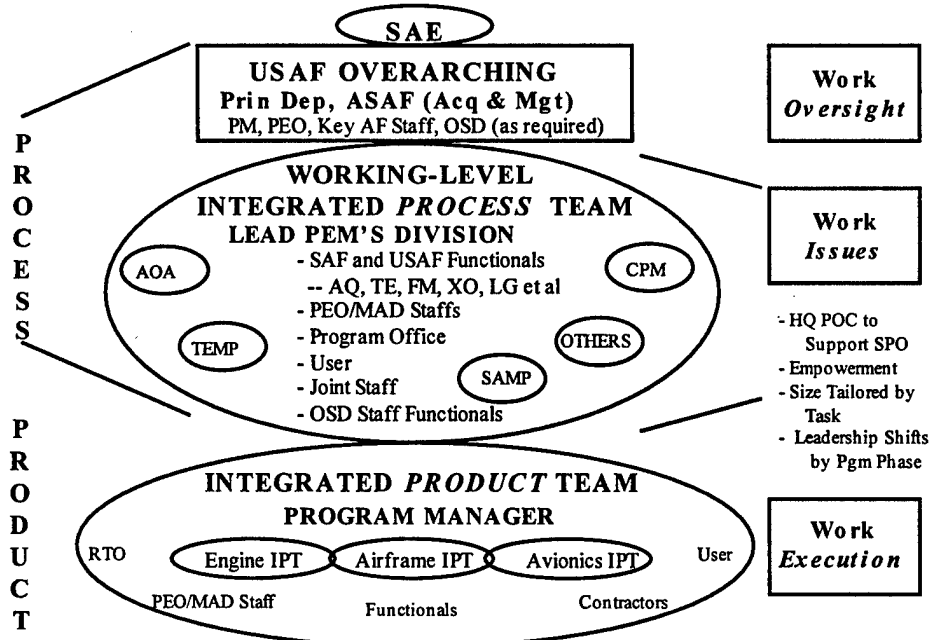 SAE
USAF OVERARCHING
Prin Dep, ASAF (Acq & Mgt)
PM, PEO, Key AF Staff, OSD (as required)
Work
Oversight
PROCESS
WORKING-LEVEL
INTEGRATED PROCESS TEAM
LEAD PEM'S DIVISION
- SAF and USAF Functionals
-- AQ, TE, FM, XO, LG et al
- PEO/MAD Staffs
- Program Office
- User
- Joint Staff
- OSD Staff Functionals
AOA
TEMP
CPM
OTHERS
SAMP
Work
Issues
- HQ POC to
Support SPO
- Empowerment
- Size Tailored by
Task
- Leadership Shifts
by Pgm Phase
PRODUCT
INTEGRATED PRODUCT TEAM
PROGRAM MANAGER
RTO
Engine IPT
Airframe IPT
Avionics IPT
User
PEO/MAD Staff
Functionals
Contractors
Work
Execution